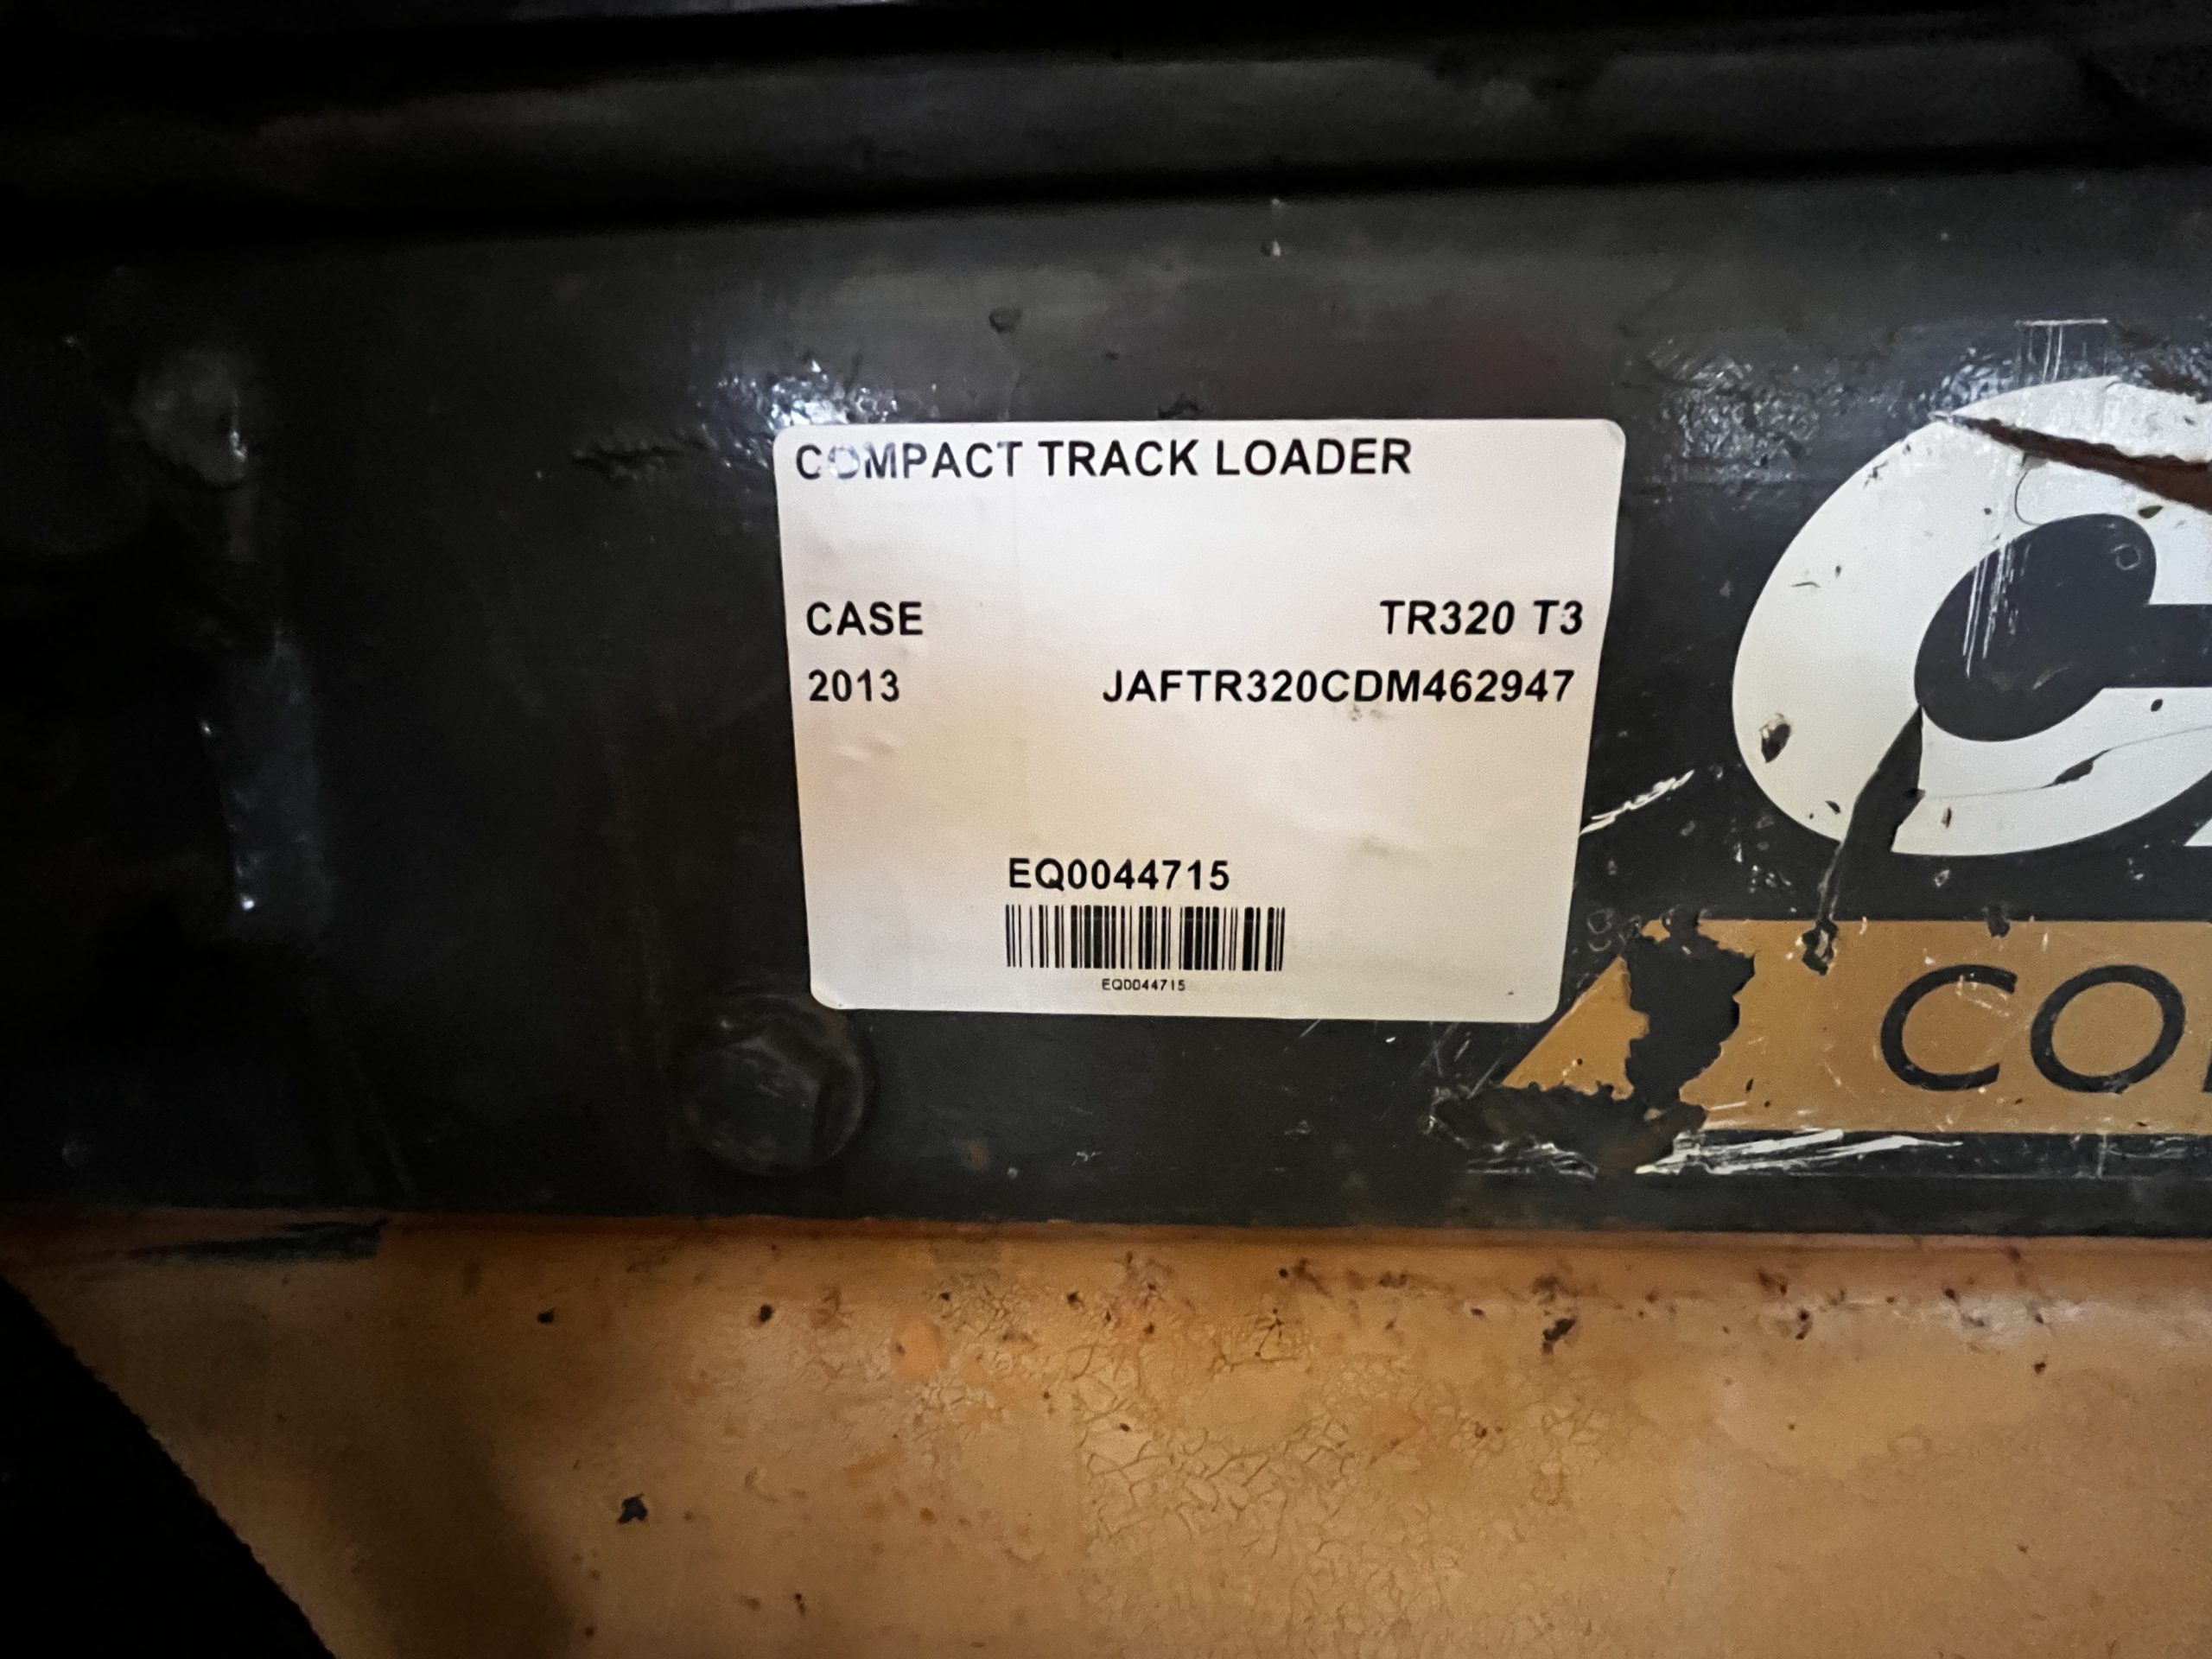 COMPACT TRACK LOADER
CASE TR320 T3
2013 JAFTR320CDM462947
EQ0044715
EQ0044715
C
CO